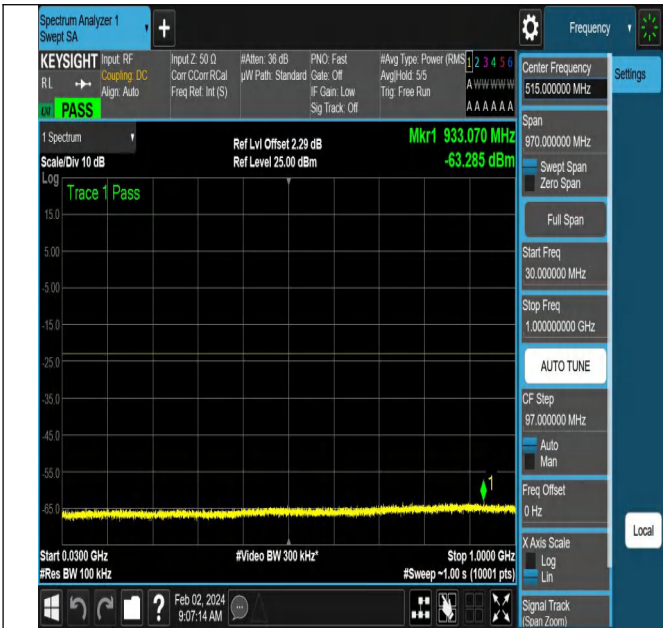 Spectrum Analyzer 1
Swept SA
Frequency
KEYSIGHT
RL
LXI
PASS
Input: RF
Coupling: DC
Align: Auto
Input Z: 50 Ω
Corr CCorr RCal
Freq Ref: Int (S)
#Atten: 36 dB
µW Path: Standard
PNO: Fast
Gate: Off
IF Gain: Low
Sig Track: Off
#Avg Type: Power (RMS
Avg|Hold: 5/5
Trig: Free Run
1 2 3 4 5 6
A W W W W W
A A A A A A
1 Spectrum
Scale/Div 10 dB
Log
Ref Lvl Offset 2.29 dB
Ref Level 25.00 dBm
Mkr1 933.070 MHz
-63.285 dBm
Trace 1 Pass
15.0
5.00
-5.00
-15.0
-25.0
-35.0
-45.0
-55.0
-65.0
1
Start 0.0300 GHz
#Res BW 100 kHz
#Video BW 300 kHz*
Stop 1.0000 GHz
#Sweep ~1.00 s (10001 pts)
Feb 02, 2024
9:07:14 AM
Center Frequency
515.000000 MHz
Settings
Span
970.000000 MHz
Swept Span
Zero Span
Full Span
Start Freq
30.000000 MHz
Stop Freq
1.000000000 GHz
AUTO TUNE
CF Step
97.000000 MHz
Auto
Man
Freq Offset
0 Hz
X Axis Scale
Log
Lin
Signal Track
(Span Zoom)
Local